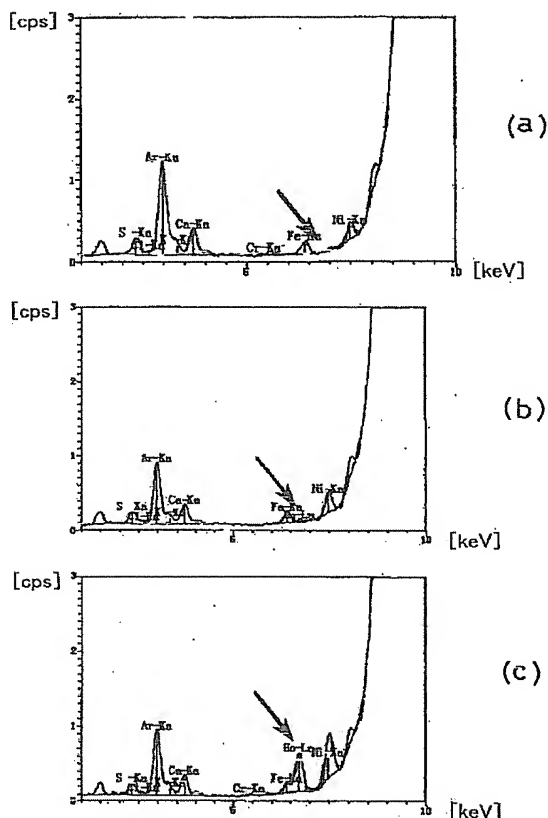 [cps]
3
(a)
2
Ar-Kα
1
S -Kα
Ca-Kα
Cr-Kα
Fe-Kα
Ni-Kα
0
10
[keV]
[cps]
3
(b)
2
1
Ar-Kα
S -Kα
Ca-Kα
Fe-Kα
Ni-Kα
0
10
[keV]
[cps]
3
(c)
2
1
Ar-Kα
Ho-Lα
Ni-Kα
S -Kα
Ca-Kα
Cr-Kα
Fe-Kα
0
10
[keV]